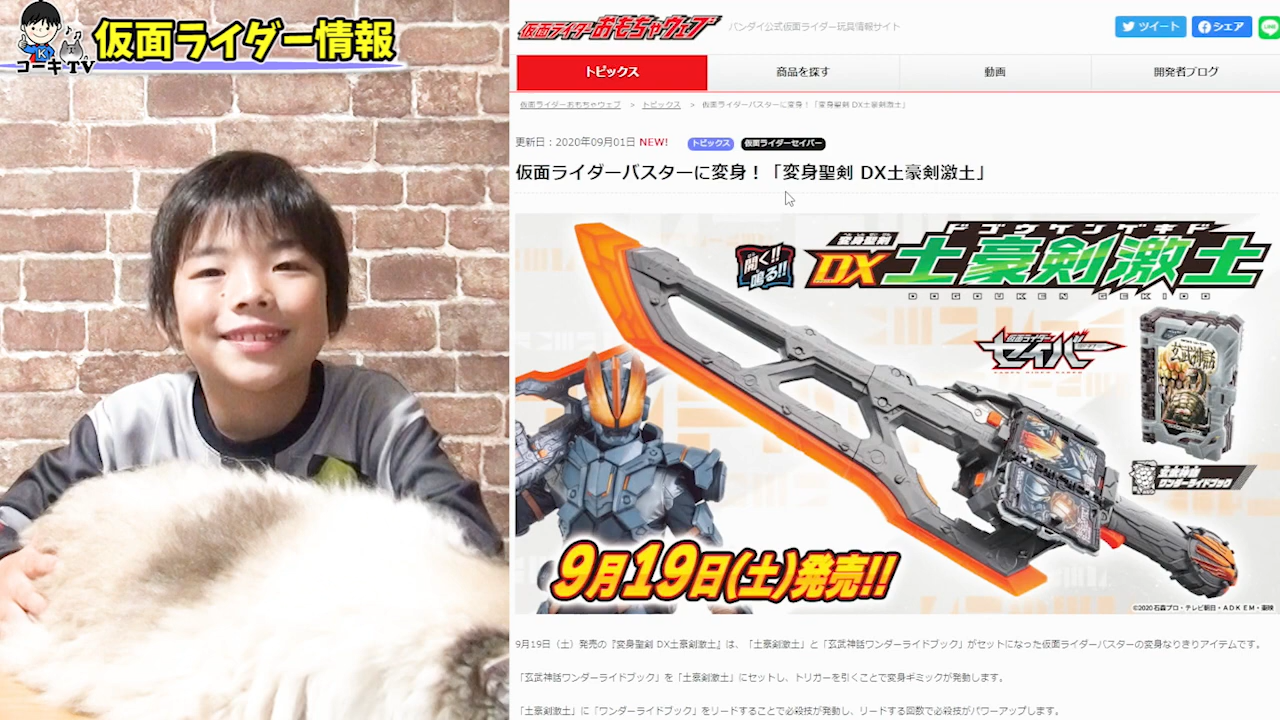 仮面ライダー情報
K
コーキTV
仮面ライダーおもちゃウェブ
バンダイ公式仮面ライダー玩具情報サイト
ツイート
シェア
LINE
トピックス
商品を探す
動画
開発者ブログ
仮面ライダーおもちゃウェブ > トピックス > 仮面ライダーバスターに変身!「変身聖剣 DX土豪剣激土」
更新日:2020年09月01日 NEW! トピックス 仮面ライダーセイバー
仮面ライダーバスターに変身!「変身聖剣 DX土豪剣激土」
開く!!
鳴る!!
変身聖剣
ドゴウケンゲキド
DX土豪剣激土
DOGOUKEN GEKIDO
仮面ライダー
セイバー
玄武神話
玄武神話
ワンダーライドブック
9月19日(土)発売!!
©2020 石森プロ・テレビ朝日・ADK EM・東映
9月19日(土)発売の『変身聖剣 DX土豪剣激土』は、「土豪剣激土」と「玄武神話ワンダーライドブック」がセットになった仮面ライダーバスターの変身なりきりアイテムです。
「玄武神話ワンダーライドブック」を「土豪剣激土」にセットし、トリガーを引くことで変身ギミックが発動します。
「土豪剣激土」に「ワンダーライドブック」をリードすることで必殺技が発動し、リードする回数で必殺技がパワーアップします。